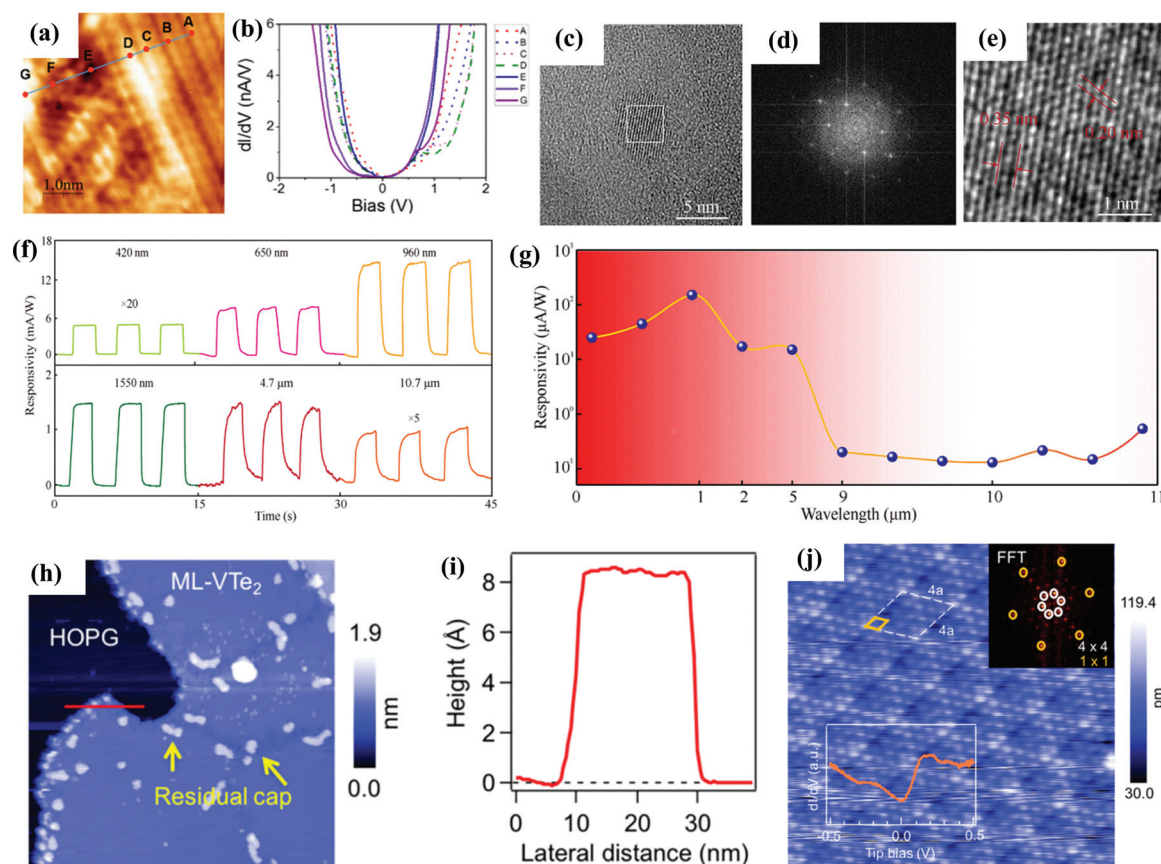 (a)
A
B
C
D
E
F
G
1.0nm
(b)
6
4
2
0
dI/dV (nA/V)
-2 -1 0 1 2
Bias (V)
A
B
C
D
E
F
G
(c)
5 nm
(d)
(e)
0.35 nm
0.20 nm
1 nm
(f)
18
12
6
0
2
1
0
Responsivity (mA/W)
420 nm 650 nm 960 nm
×20
1550 nm 4.7 μm 10.7 μm
×5
0 15 30 45
Time (s)
(g)
10³
10²
10¹
10⁰
10¹
Responsivity (μA/W)
0 1 2 5 9 10 11
Wavelength (μm)
(h)
ML-VTe₂
HOPG
Residual cap
1.9
nm
0.0
(i)
8
6
4
2
0
Height (Å)
0 10 20 30
Lateral distance (nm)
(j)
4a
4a
FFT
4 x 4
1 x 1
119.4
pm
30.0
dI/dV (a.u.)
-0.5 0.0 0.5
Tip bias (V)